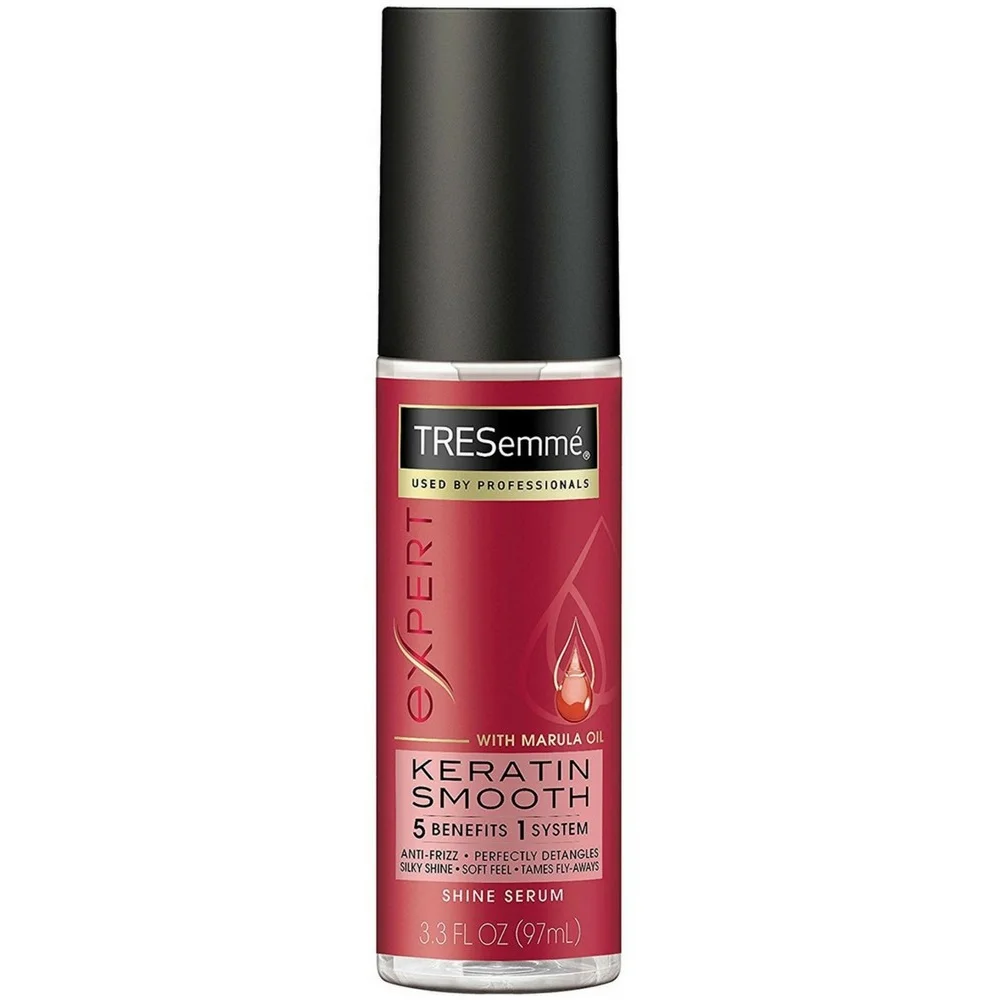 TRESemmé®
USED BY PROFESSIONALS
eXPERT
WITH MARULA OIL
KERATIN
SMOOTH
5 BENEFITS 1 SYSTEM
ANTI-FRIZZ • PERFECTLY DETANGLES
SILKY SHINE • SOFT FEEL • TAMES FLY-AWAYS
SHINE SERUM
3.3 FL OZ (97mL)